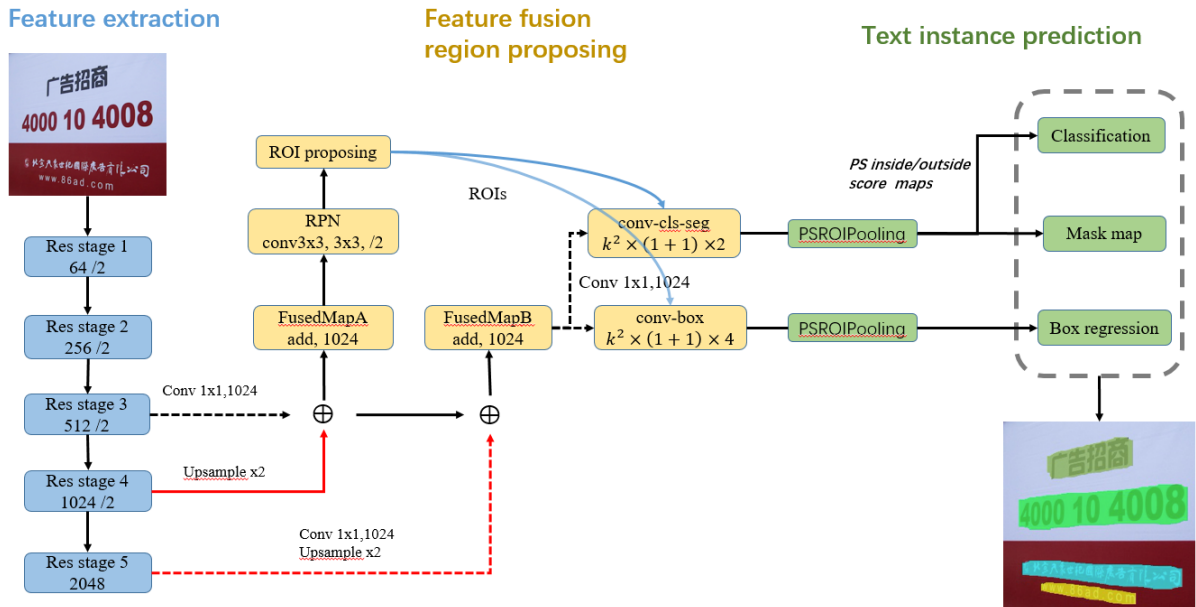 Feature extraction
Feature fusion
region proposing
Text instance prediction
广告招商
4000 10 4008
www.86ad.com
Res stage 1
64 /2
Res stage 2
256 /2
Res stage 3
512 /2
Res stage 4
1024 /2
Res stage 5
2048
Conv 1x1,1024
Upsample x2
Conv 1x1,1024
Upsample x2
ROI proposing
RPN
conv3x3, 3x3, /2
FusedMapA
add, 1024
FusedMapB
add, 1024
ROIs
conv-cls-seg
k² × (1 + 1) ×2
Conv 1x1,1024
conv-box
k² × (1 + 1) × 4
PSROIPooling
PSROIPooling
PS inside/outside
score maps
Classification
Mask map
Box regression
广告招商
4000 10 4008
www.86ad.com